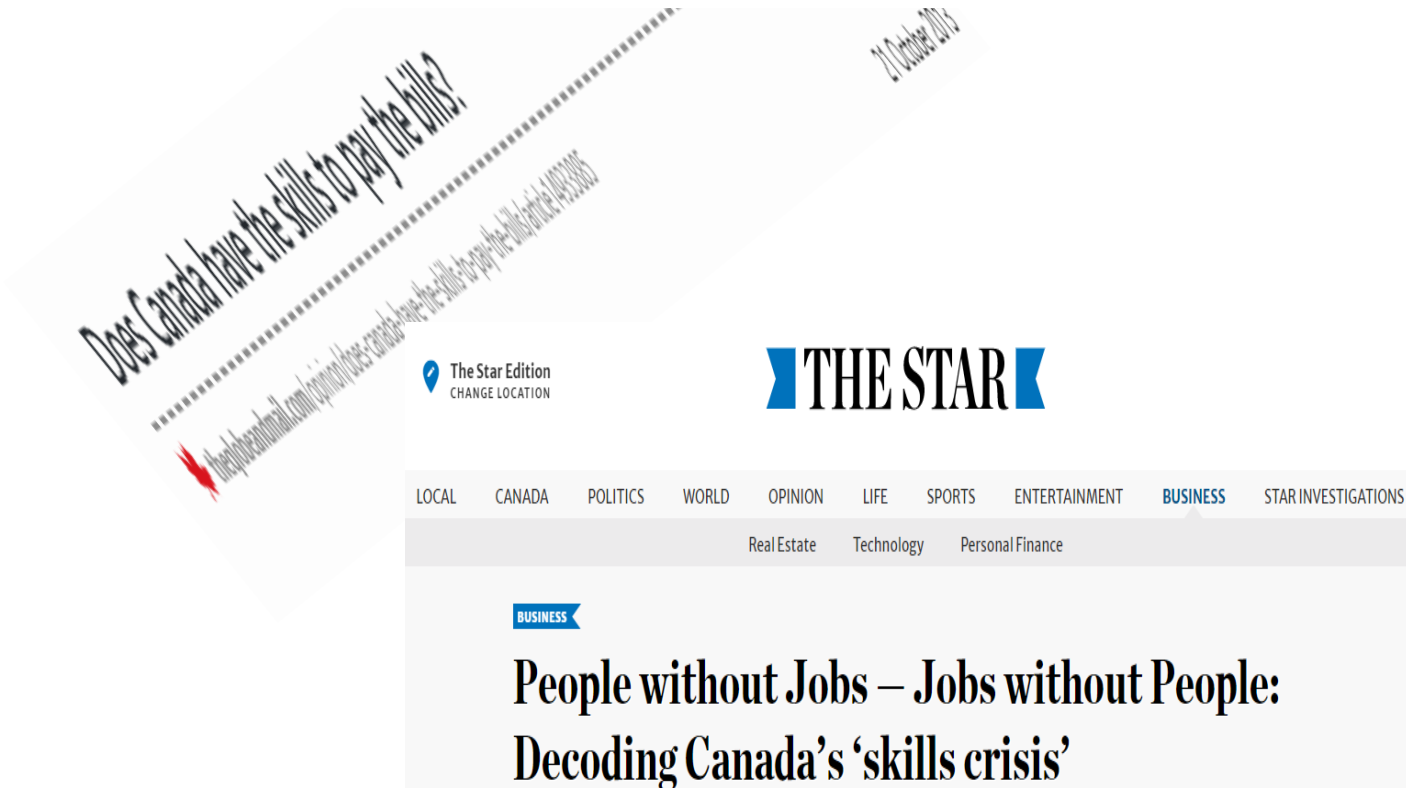 21 October 2013
Does Canada have the skills to pay the bills?
theglobeandmail.com/opinion/does-canada-have-the-skills-to-pay-the-bills/article14933885
The Star Edition
CHANGE LOCATION
THE STAR
LOCAL CANADA POLITICS WORLD OPINION LIFE SPORTS ENTERTAINMENT BUSINESS STAR INVESTIGATIONS
Real Estate Technology Personal Finance
BUSINESS
People without Jobs – Jobs without People:
Decoding Canada’s ‘skills crisis’